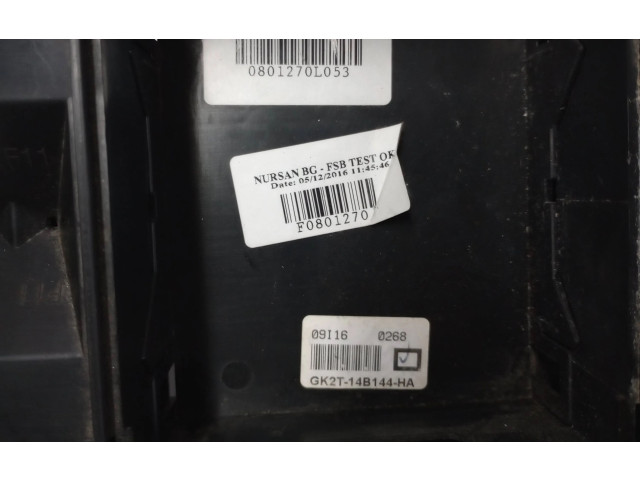 0801270L053
NURSAN BG - FSB TEST OK
Date: 05/12/2016 11:45:46
F0801270
09I16 0268
GK2T-14B144-HA